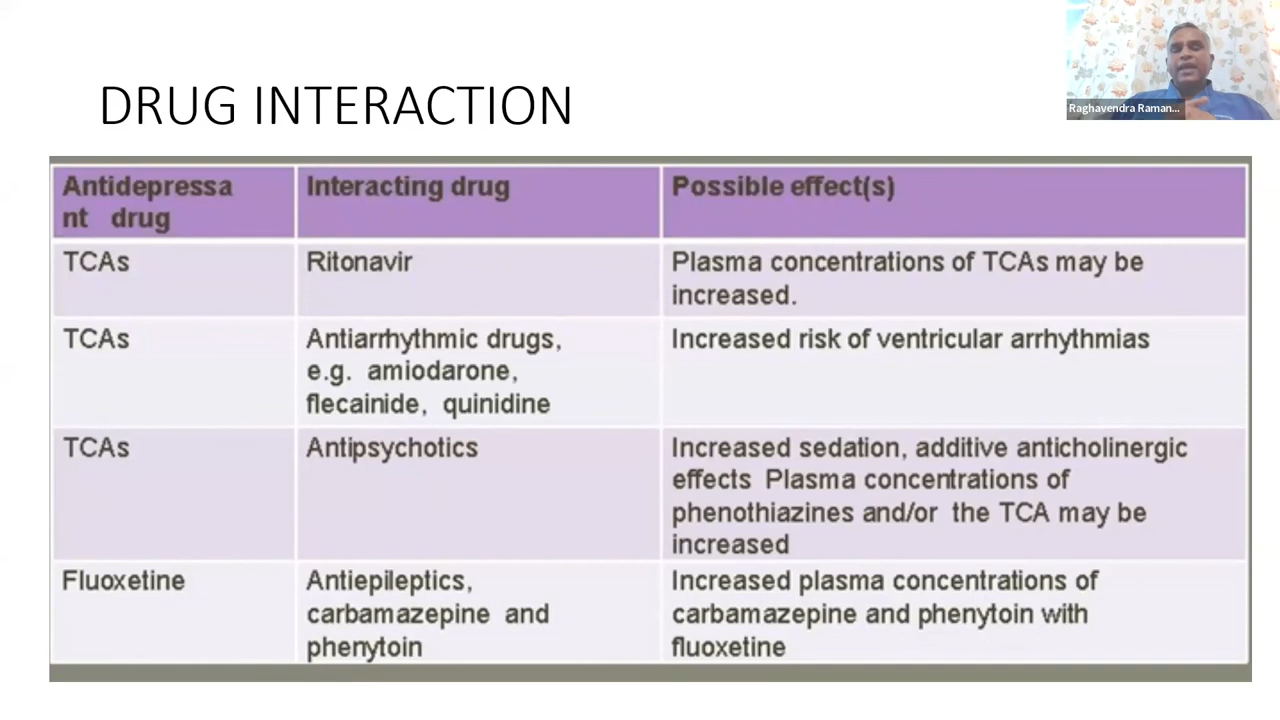 Raghavendra Raman...
DRUG INTERACTION
Antidepressa
nt drug
Interacting drug
Possible effect(s)
TCAs
Ritonavir
Plasma concentrations of TCAs may be
increased.
TCAs
Antiarrhythmic drugs,
e.g. amiodarone,
flecainide, quinidine
Increased risk of ventricular arrhythmias
TCAs
Antipsychotics
Increased sedation, additive anticholinergic
effects Plasma concentrations of
phenothiazines and/or the TCA may be
increased
Fluoxetine
Antiepileptics,
carbamazepine and
phenytoin
Increased plasma concentrations of
carbamazepine and phenytoin with
fluoxetine